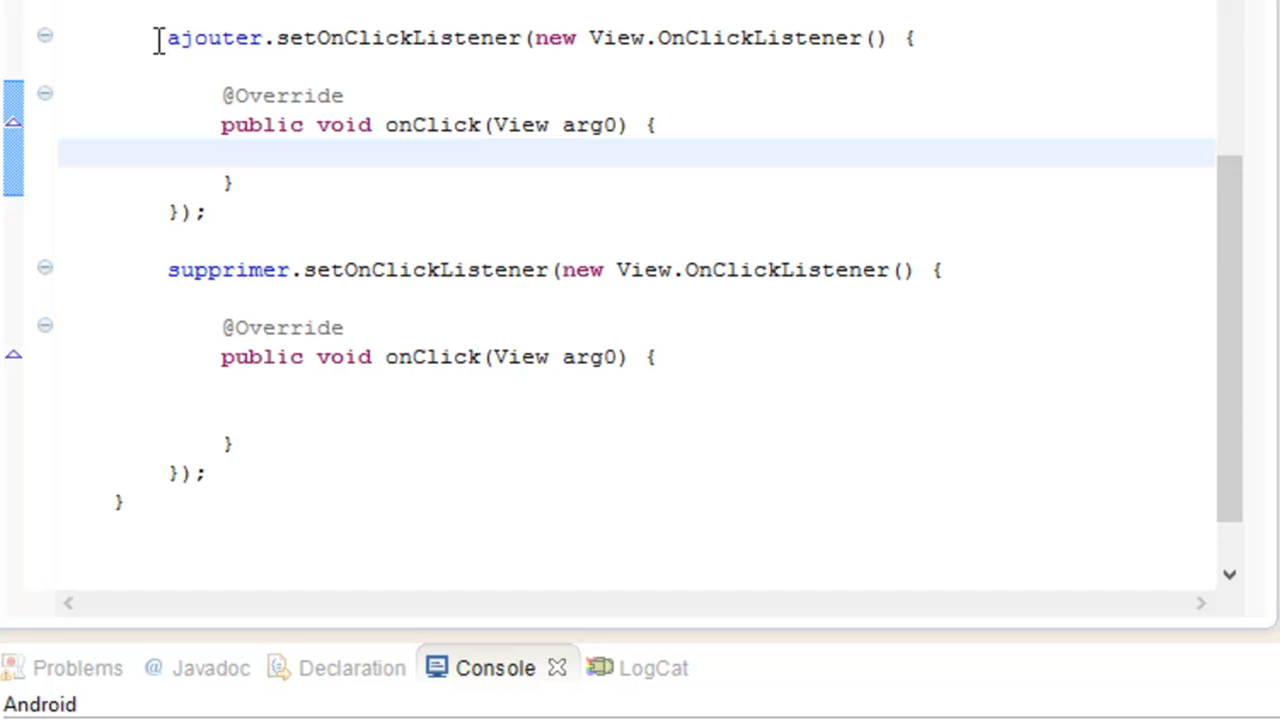 ajouter.setOnClickListener(new View.OnClickListener() {
@Override
public void onClick(View arg0) {
}
});
supprimer.setOnClickListener(new View.OnClickListener() {
@Override
public void onClick(View arg0) {
}
});
}
Problems @ Javadoc Declaration Console LogCat
Android